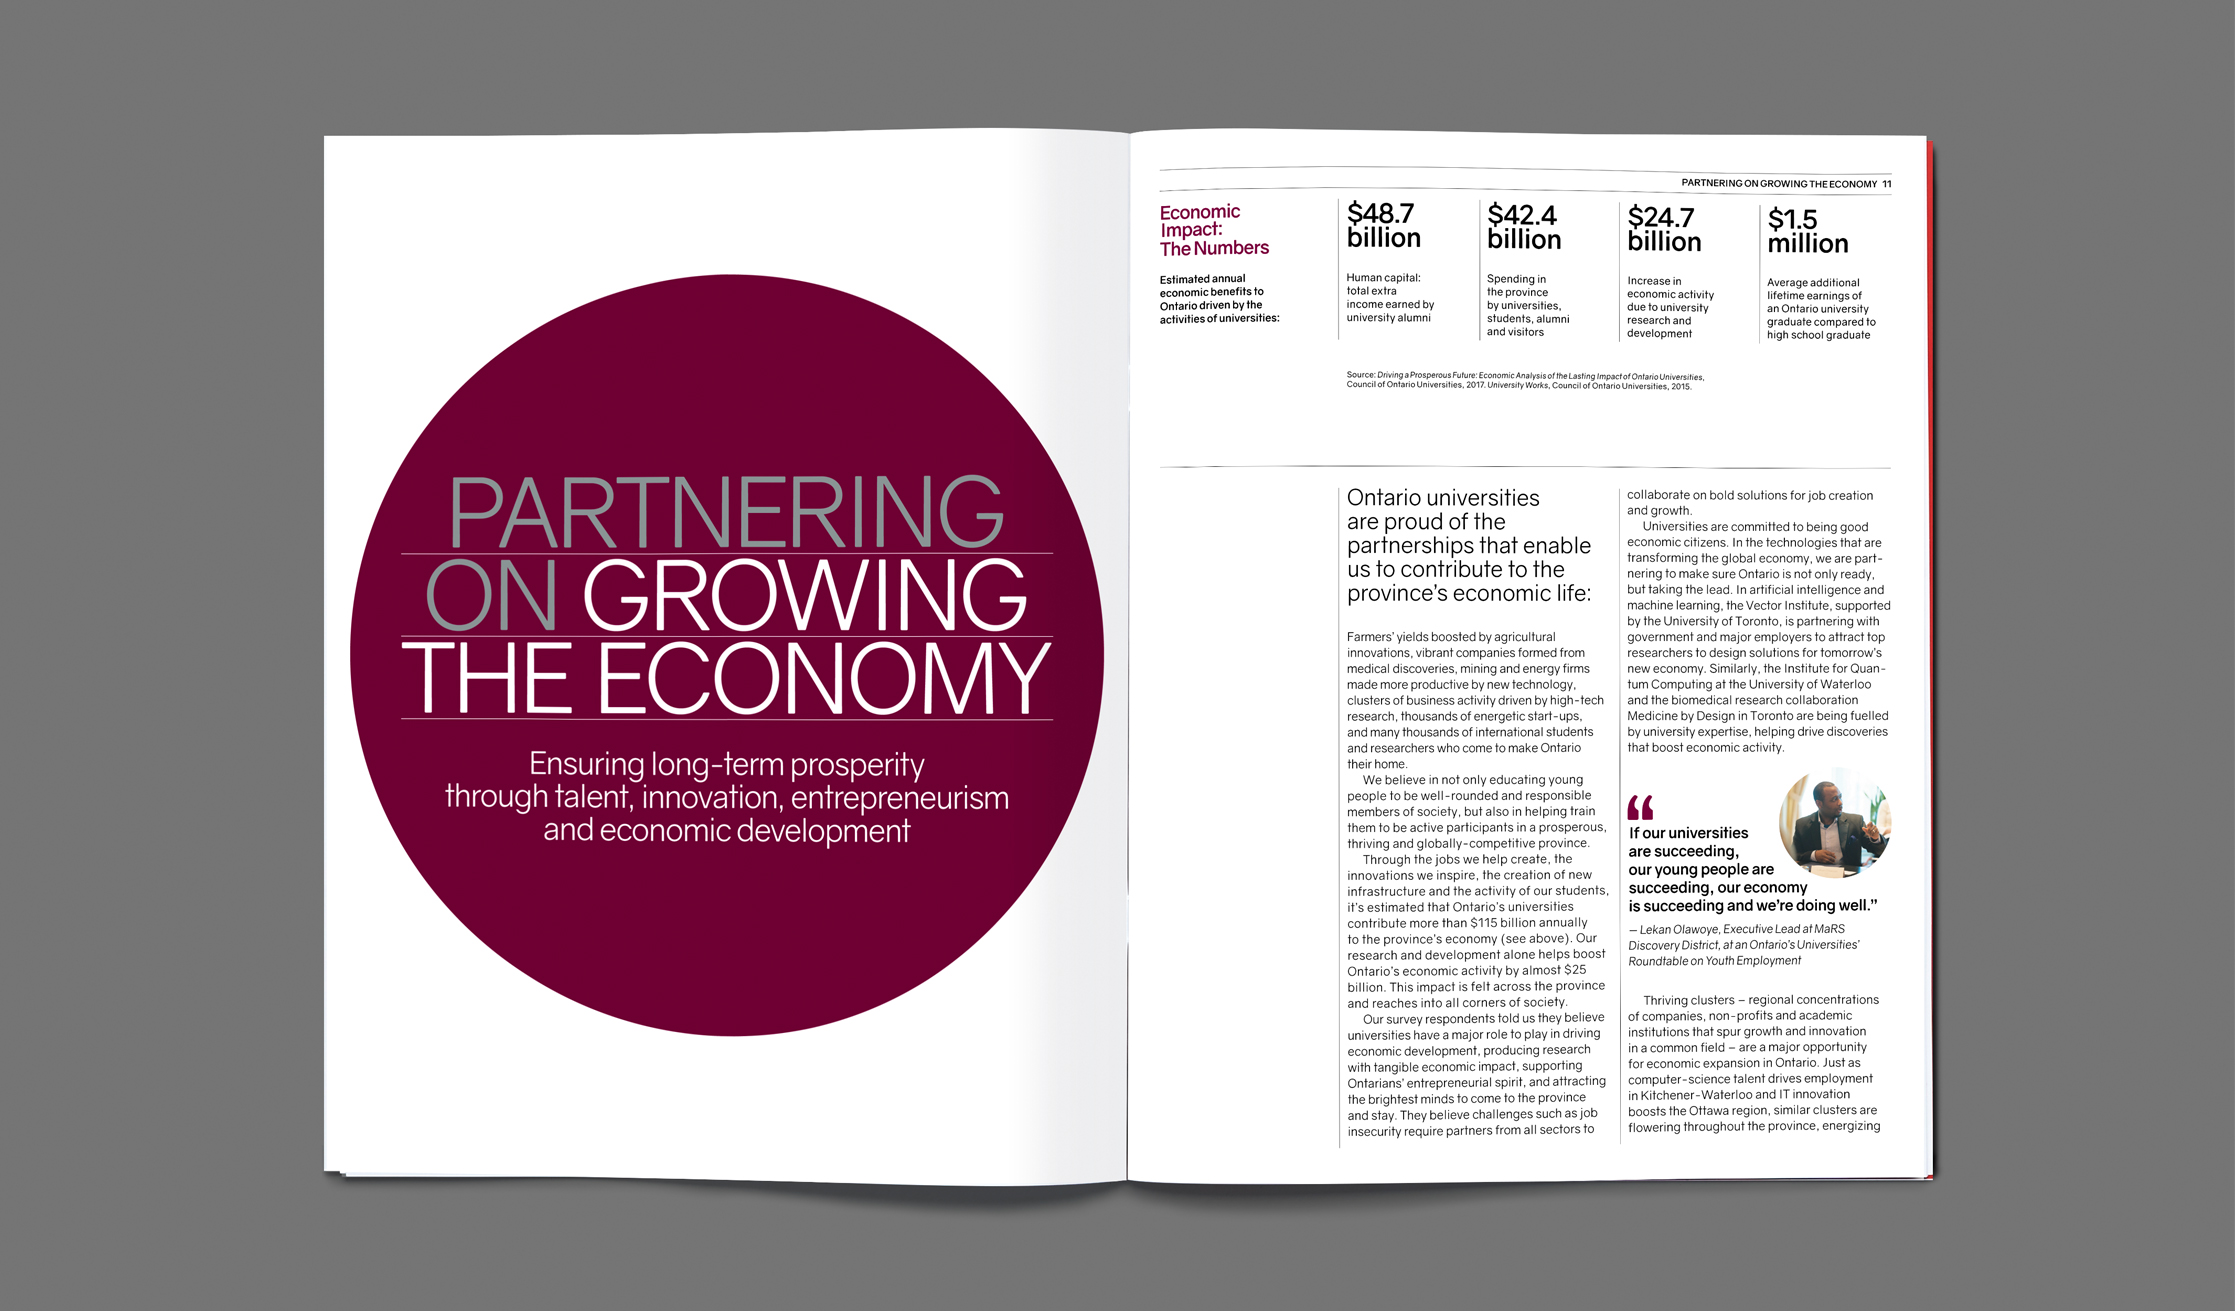 PARTNERING
ON GROWING
THE ECONOMY
Ensuring long-term prosperity
through talent, innovation, entrepreneurism
and economic development
PARTNERING ON GROWING THE ECONOMY 11
Economic
Impact:
The Numbers
Estimated annual
economic benefits to
Ontario driven by the
activities of universities:
$48.7
billion
Human capital:
total extra
income earned by
university alumni
$42.4
billion
Spending in
the province
by universities,
students, alumni
and visitors
$24.7
billion
Increase in
economic activity
due to university
research and
development
$1.5
million
Average additional
lifetime earnings of
an Ontario university
graduate compared to
high school graduate
Source: Driving a Prosperous Future: Economic Analysis of the Lasting Impact of Ontario Universities,
Council of Ontario Universities, 2017. University Works, Council of Ontario Universities, 2015.
Ontario universities
are proud of the
partnerships that enable
us to contribute to the
province's economic life:
Farmers' yields boosted by agricultural
innovations, vibrant companies formed from
medical discoveries, mining and energy firms
made more productive by new technology,
clusters of business activity driven by high-tech
research, thousands of energetic start-ups,
and many thousands of international students
and researchers who come to make Ontario
their home.
We believe in not only educating young
people to be well-rounded and responsible
members of society, but also in helping train
them to be active participants in a prosperous,
thriving and globally-competitive province.
Through the jobs we help create, the
innovations we inspire, the creation of new
infrastructure and the activity of our students,
it's estimated that Ontario's universities
contribute more than $115 billion annually
to the province's economy (see above). Our
research and development alone helps boost
Ontario's economic activity by almost $25
billion. This impact is felt across the province
and reaches into all corners of society.
Our survey respondents told us they believe
universities have a major role to play in driving
economic development, producing research
with tangible economic impact, supporting
Ontarians' entrepreneurial spirit, and attracting
the brightest minds to come to the province
and stay. They believe challenges such as job
insecurity require partners from all sectors to
collaborate on bold solutions for job creation
and growth.
Universities are committed to being good
economic citizens. In the technologies that are
transforming the global economy, we are part-
nering to make sure Ontario is not only ready,
but taking the lead. In artificial intelligence and
machine learning, the Vector Institute, supported
by the University of Toronto, is partnering with
government and major employers to attract top
researchers to design solutions for tomorrow's
new economy. Similarly, the Institute for Quan-
tum Computing at the University of Waterloo
and the biomedical research collaboration
Medicine by Design in Toronto are being fuelled
by university expertise, helping drive discoveries
that boost economic activity.
“
If our universities
are succeeding,
our young people are
succeeding, our economy
is succeeding and we're doing well.”
– Lekan Olawoye, Executive Lead at MaRS
Discovery District, at an Ontario's Universities'
Roundtable on Youth Employment
Thriving clusters – regional concentrations
of companies, non-profits and academic
institutions that spur growth and innovation
in a common field – are a major opportunity
for economic expansion in Ontario. Just as
computer-science talent drives employment
in Kitchener-Waterloo and IT innovation
boosts the Ottawa region, similar clusters are
flowering throughout the province, energizing